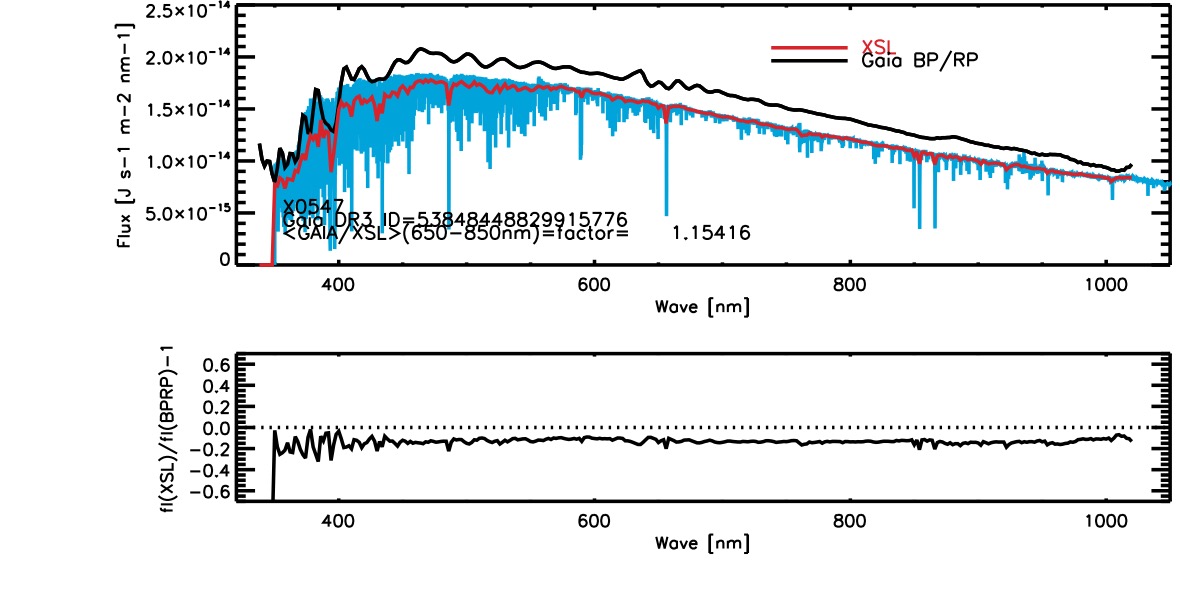 2.5×10⁻¹⁴
2.0×10⁻¹⁴
1.5×10⁻¹⁴
1.0×10⁻¹⁴
5.0×10⁻¹⁵
0
Flux [J s-1 m-2 nm-1]
XSL
Gaia BP/RP
X0547
Gaia DR3 ID=5384844882991577​6
<GAIA/XSL>(650-850nm)=factor= 1.15416
400 600 800 1000
Wave [nm]
0.6
0.4
0.2
0.0
-0.2
-0.4
-0.6
fl(XSL)/fl(BPRP)-1
400 600 800 1000
Wave [nm]